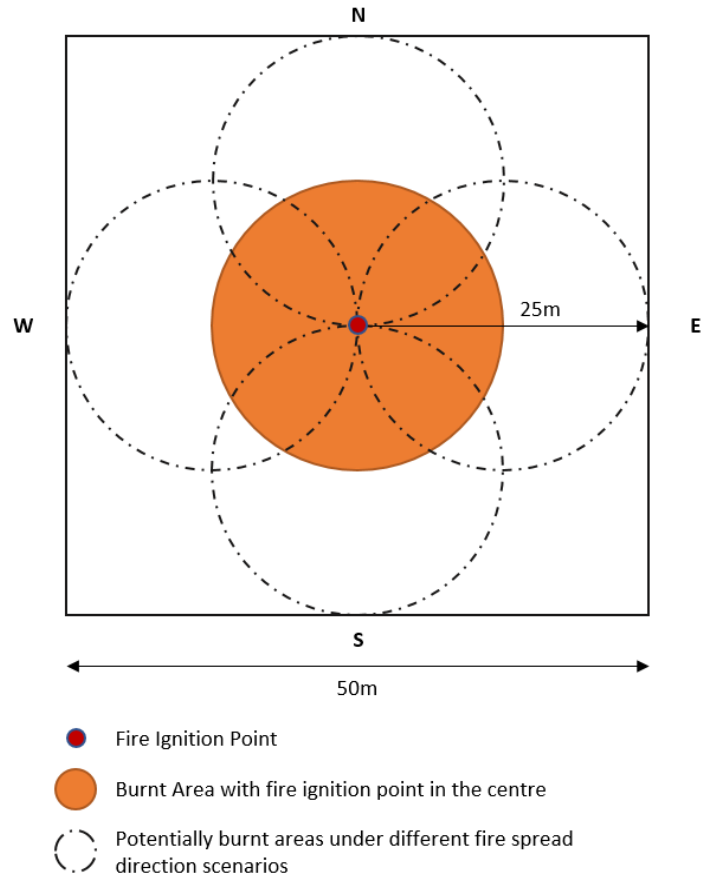 N
W
25m
E
S
50m
Fire Ignition Point
Burnt Area with fire ignition point in the centre
Potentially burnt areas under different fire spread
direction scenarios